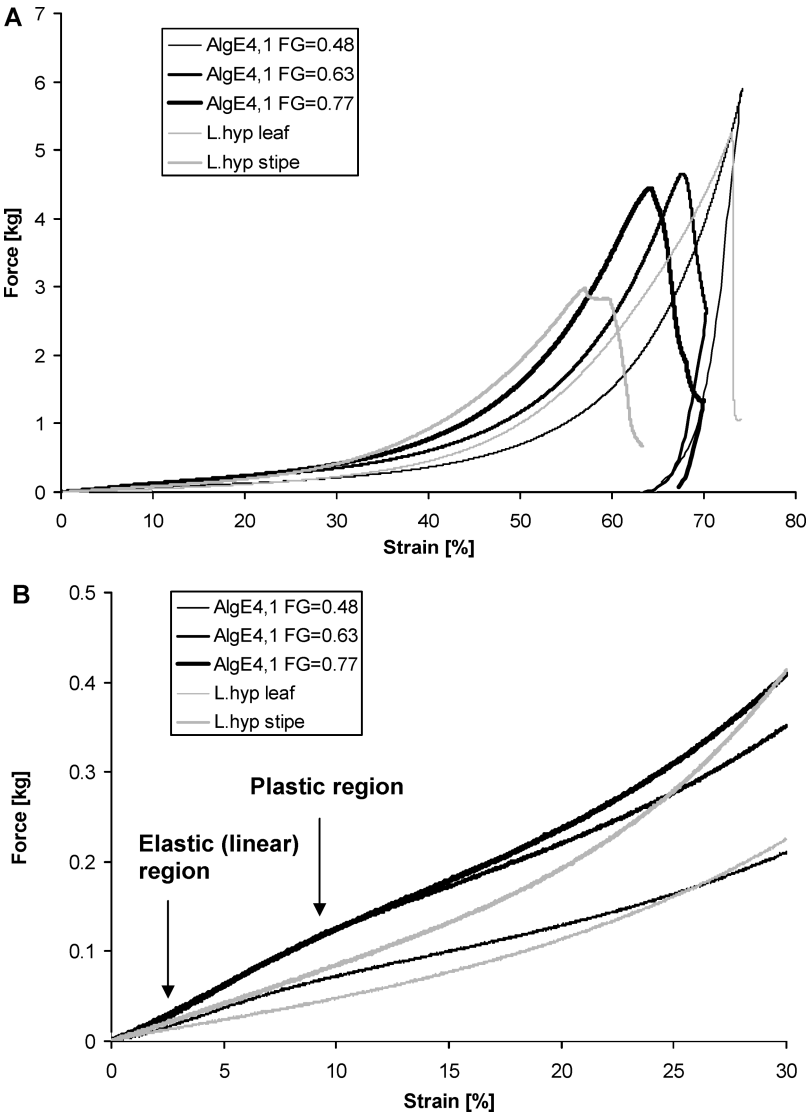 A
7
6
5
4
3
2
1
0
Force [kg]
AlgE4,1 FG=0.48
AlgE4,1 FG=0.63
AlgE4,1 FG=0.77
L.hyp leaf
L.hyp stipe
0 10 20 30 40 50 60 70 80
Strain [%]
B
0.5
0.4
0.3
0.2
0.1
0
Force [kg]
AlgE4,1 FG=0.48
AlgE4,1 FG=0.63
AlgE4,1 FG=0.77
L.hyp leaf
L.hyp stipe
Plastic region
Elastic (linear)
region
0 5 10 15 20 25 30
Strain [%]